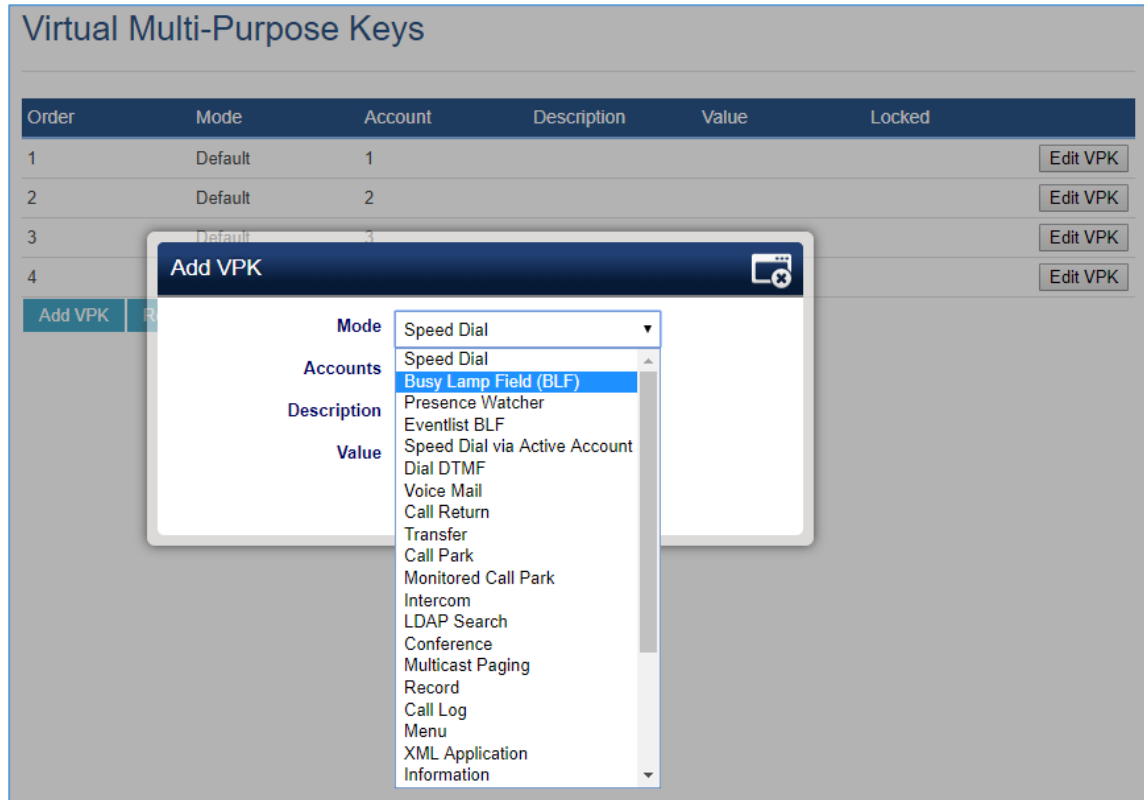 Virtual Multi-Purpose Keys
Order Mode Account Description Value Locked
1 Default 1 Edit VPK
2 Default 2 Edit VPK
3 Default 3 Edit VPK
4 Edit VPK
Add VPK R
Add VPK
Mode Speed Dial
Accounts
Description
Value
Speed Dial
Busy Lamp Field (BLF)
Presence Watcher
Eventlist BLF
Speed Dial via Active Account
Dial DTMF
Voice Mail
Call Return
Transfer
Call Park
Monitored Call Park
Intercom
LDAP Search
Conference
Multicast Paging
Record
Call Log
Menu
XML Application
Information